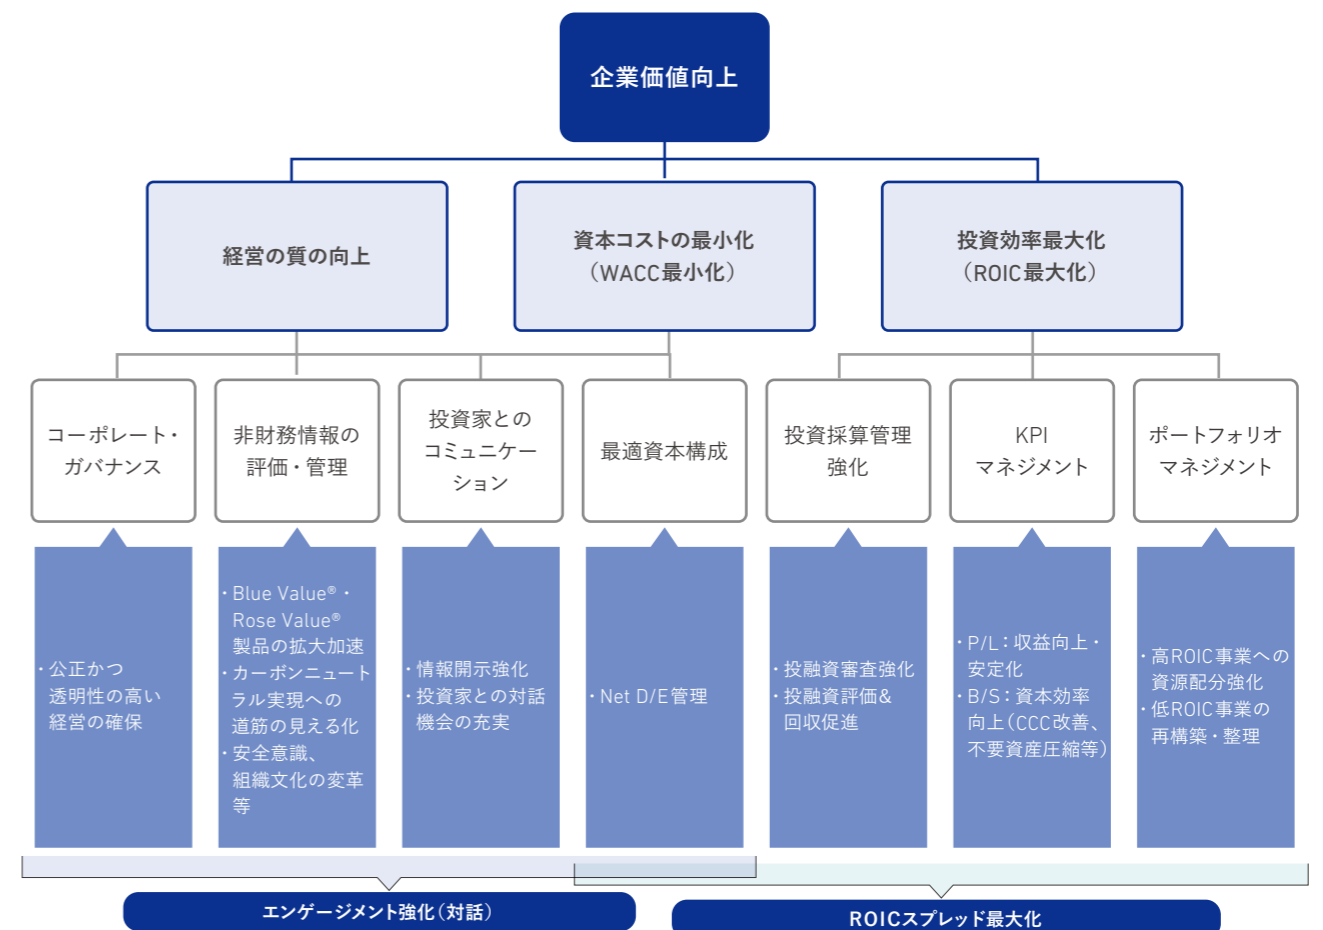 企業価値向上
経営の質の向上
資本コストの最小化
（WACC最小化）
投資効率最大化
（ROIC最大化）
コーポレート・
ガバナンス
非財務情報の
評価・管理
投資家との
コミュニケー
ション
最適資本構成
投資採算管理
強化
KPI
マネジメント
ポートフォリオ
マネジメント
・公正かつ
透明性の高い
経営の確保
・Blue Value®・
Rose Value®
製品の拡大加速
・カーボンニュート
ラル実現への
道筋の見える化
・安全意識、
組織文化の変革
等
・情報開示強化
・投資家との対話
機会の充実
・Net D/E管理
・投融資審査強化
・投融資評価&
回収促進
・P/L：収益向上・
安定化
・B/S：資本効率
向上（CCC改善、
不要資産圧縮等）
・高ROIC事業への
資源配分強化
・低ROIC事業の
再構築・整理
エンゲージメント強化（対話）
ROICスプレッド最大化